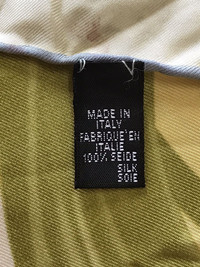 MADE IN
ITALY
FABRIQUE'EN
ITALIE
100% SEIDE
SILK
SOIE